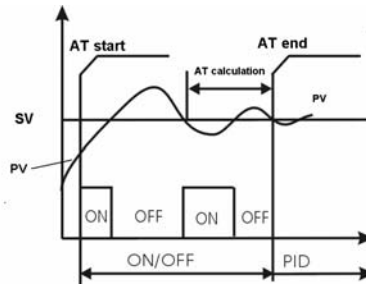 AT start
AT end
AT calculation
PV
SV
PV
ON
OFF
ON
OFF
ON/OFF
PID